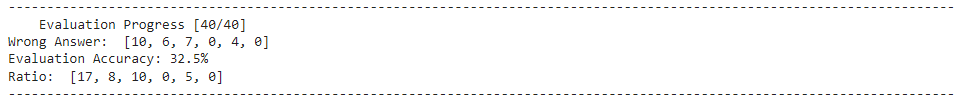 Evaluation Progress [40/40]
Wrong Answer:  [10, 6, 7, 0, 4, 0]
Evaluation Accuracy: 32.5%
Ratio:  [17, 8, 10, 0, 5, 0]